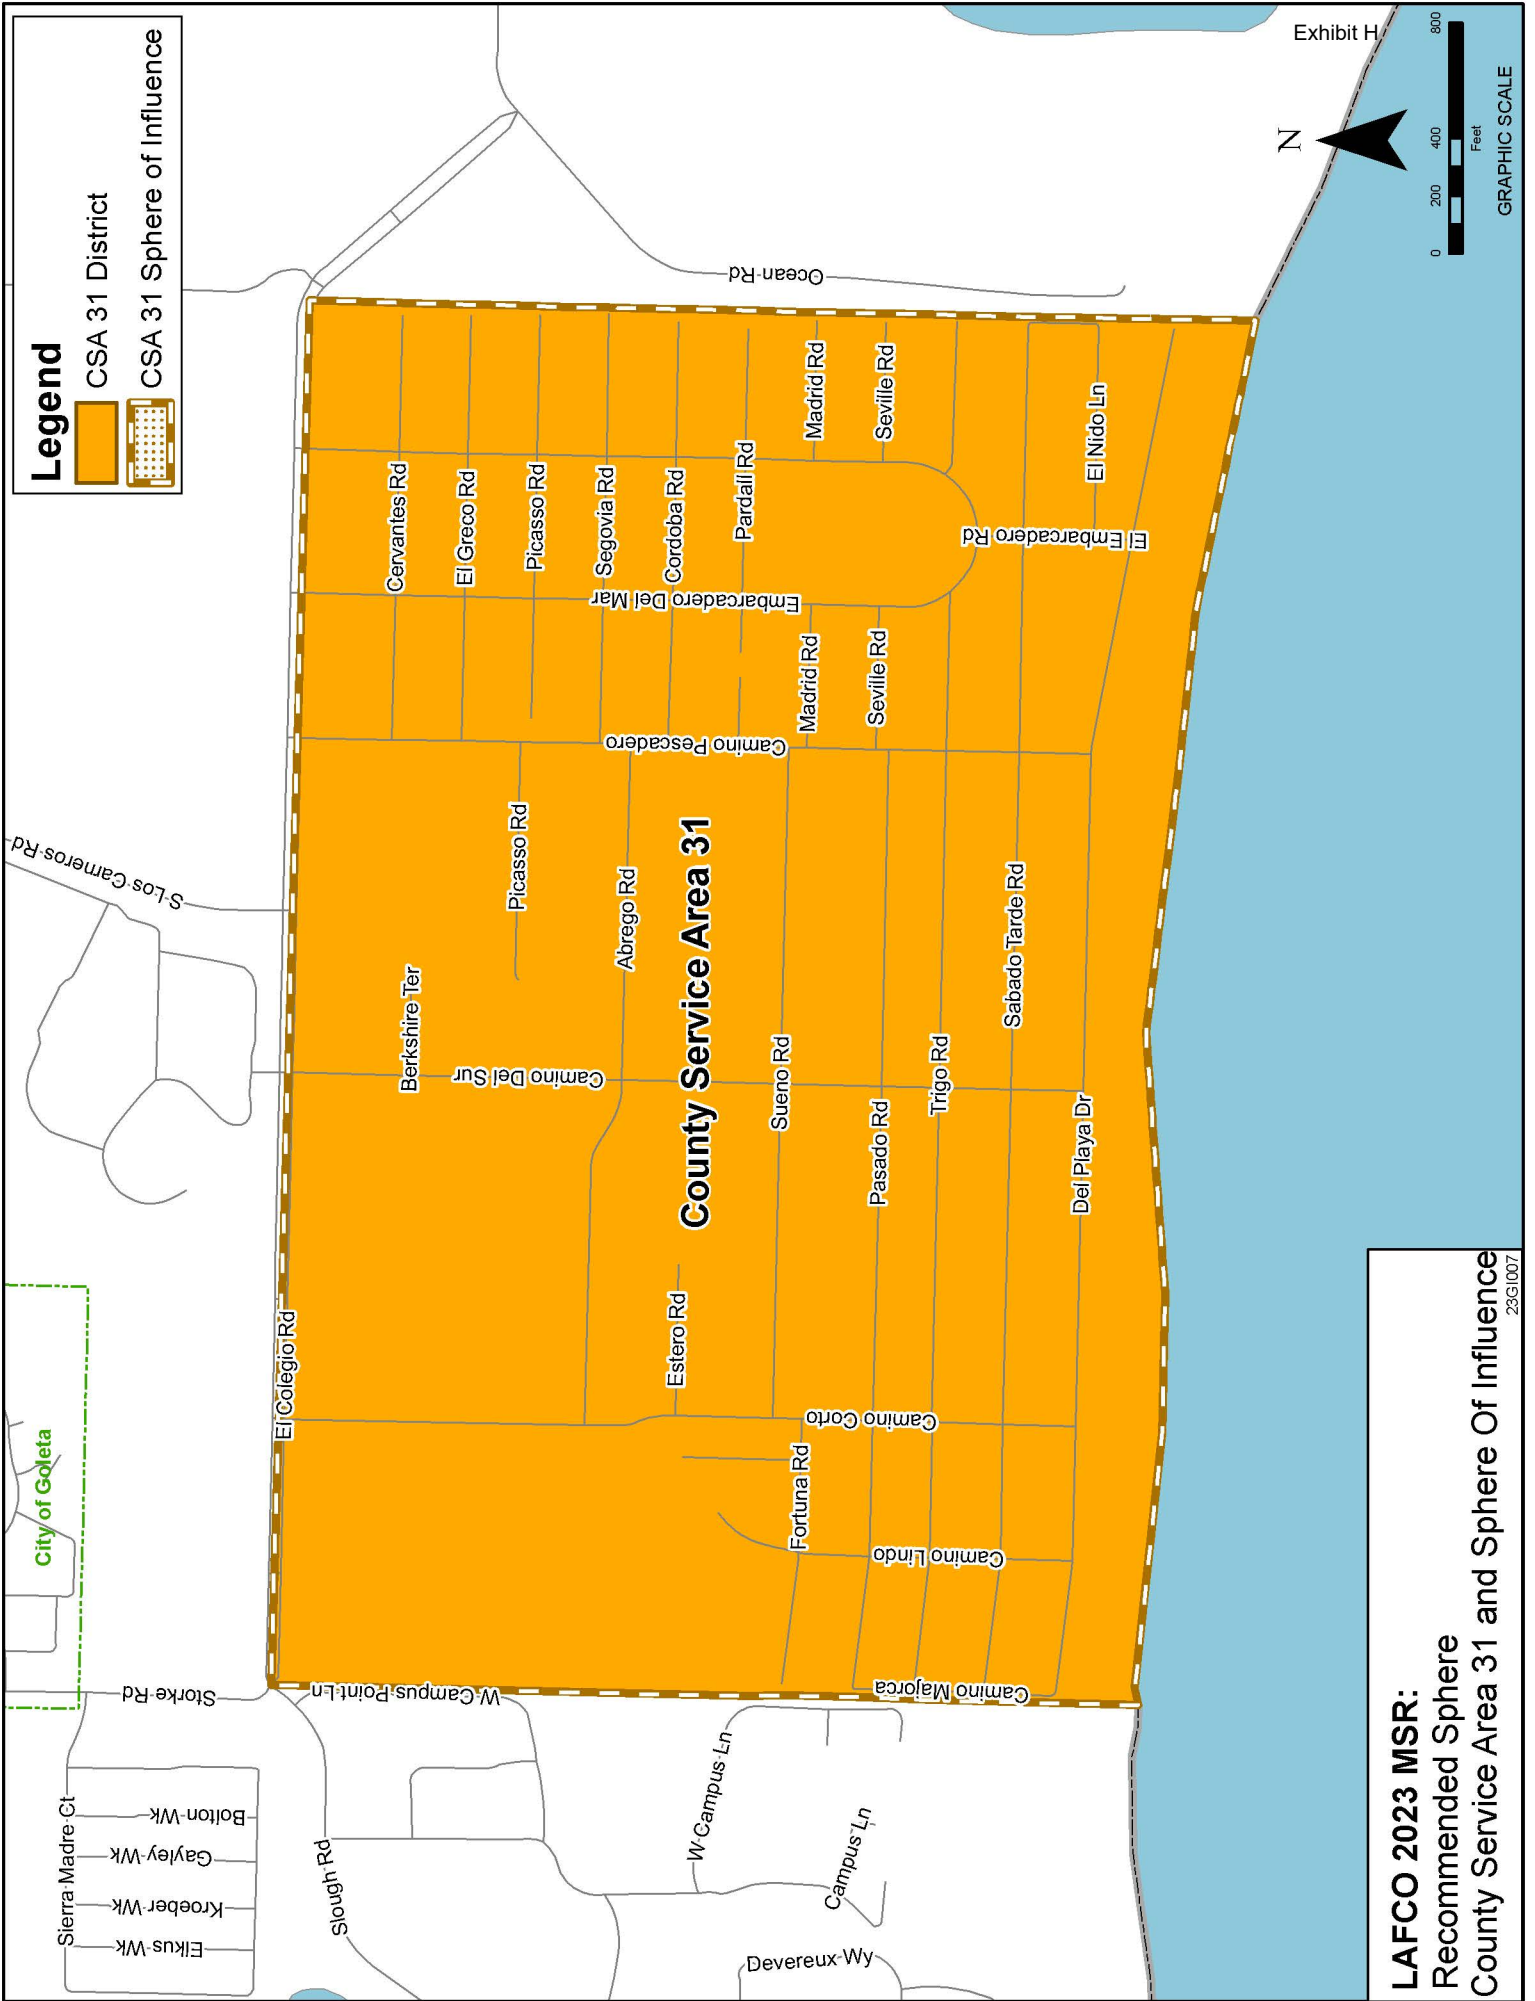 Exhibit H
Legend
CSA 31 District
CSA 31 Sphere of Influence
N
0 200 400 800
Feet
GRAPHIC SCALE
City of Goleta
S Los Carneros Rd
Storke Rd
Sierra Madre Ct
Bolton Wk
Gayley Wk
Kroeber Wk
Elkus Wk
Slough Rd
El Colegio Rd
W Campus Point Ln
W Campus Ln
Campus Ln
Devereux Wy
Ocean Rd
Cervantes Rd
El Greco Rd
Picasso Rd
Segovia Rd
Cordoba Rd
Pardall Rd
Madrid Rd
Seville Rd
El Nido Ln
El Embarcadero Rd
Embarcadero Del Mar
Madrid Rd
Seville Rd
Camino Pescadero
Picasso Rd
Abrego Rd
Berkshire Ter
Camino Del Sur
County Service Area 31
Sueno Rd
Pasado Rd
Trigo Rd
Sabado Tarde Rd
Del Playa Dr
Estero Rd
Camino Corto
Fortuna Rd
Camino Lindo
Camino Majorca
LAFCO 2023 MSR:
Recommended Sphere
County Service Area 31 and Sphere Of Influence
23GI007